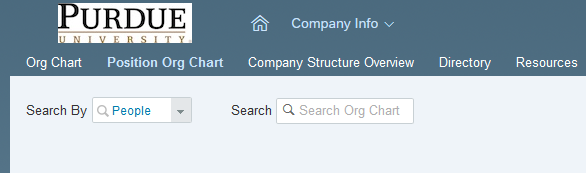 PURDUE
UNIVERSITY
Company Info
Org Chart Position Org Chart Company Structure Overview Directory Resources
Search By People Search Search Org Chart